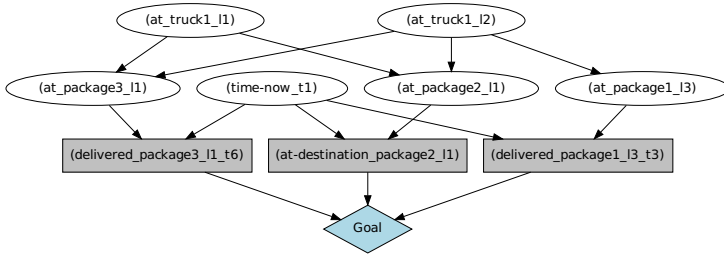 (at_truck1_l1)
(at_truck1_l2)
(at_package3_l1)
(time-now_t1)
(at_package2_l1)
(at_package1_l3)
(delivered_package3_l1_t6)
(at-destination_package2_l1)
(delivered_package1_l3_t3)
Goal